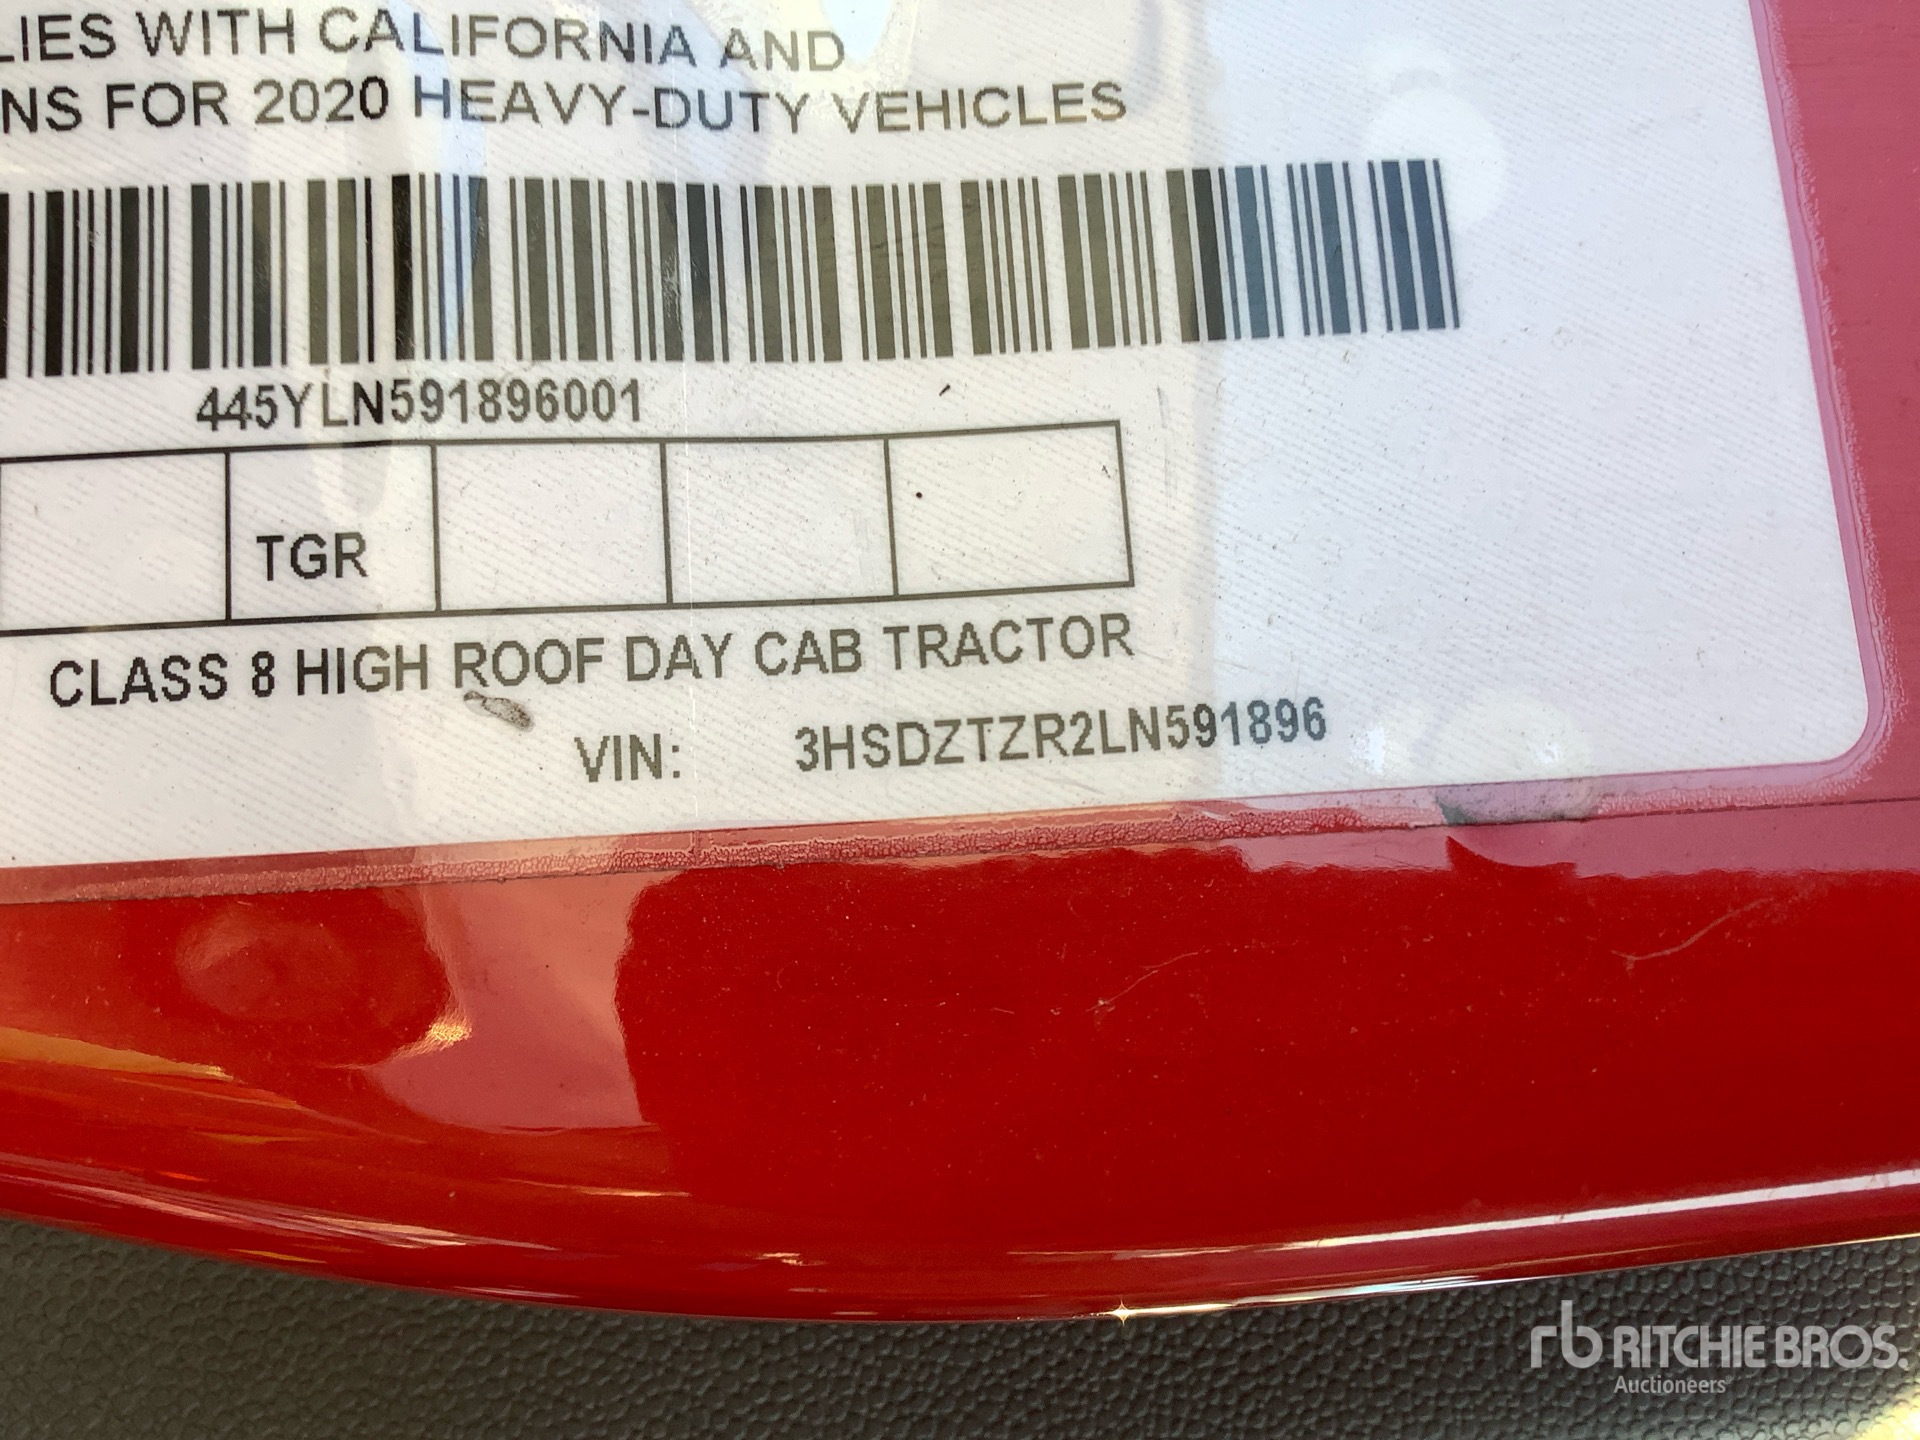 LIES WITH CALIFORNIA AND
NS FOR 2020 HEAVY-DUTY VEHICLES
445YLN591896001
TGR
CLASS 8 HIGH ROOF DAY CAB TRACTOR
VIN: 3HSDZTZR2LN591896
rb RITCHIE BROS.
Auctioneers